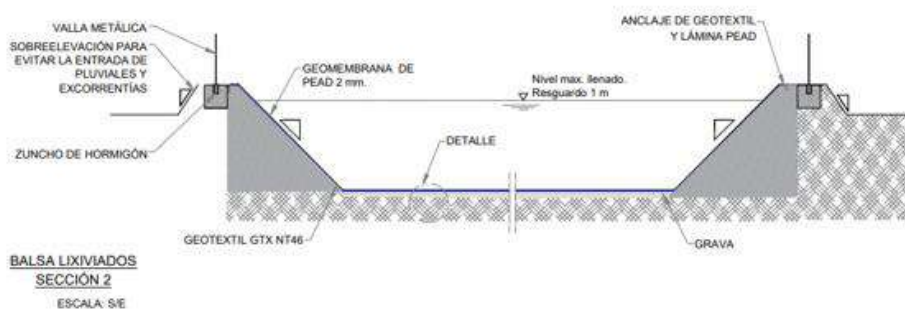 VALLA METÁLICA
SOBREELEVACIÓN PARA
EVITAR LA ENTRADA DE
PLUVIALES Y
EXCORRENTÍAS
ZUNCHO DE HORMIGÓN
GEOMEMBRANA DE
PEAD 2 mm.
Nivel max. llenado.
Resguardo 1 m
ANCLAJE DE GEOTEXTIL
Y LÁMINA PEAD
DETALLE
GEOTEXTIL GTX NT46
GRAVA
BALSA LIXIVIADOS
SECCIÓN 2
ESCALA: S/E